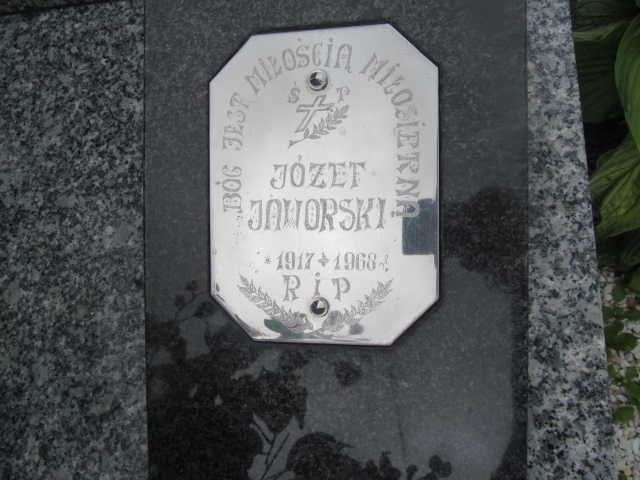 BÓG JEST MIŁOŚCIĄ MIŁOSIERNĄ
Ś P
JÓZEF
JAWORSKI
* 1917 + 1968
R i P